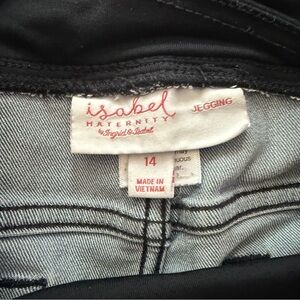 isabel
MATERNITY
by Ingrid & Isabel
JEGGING
14
MADE IN
VIETNAM